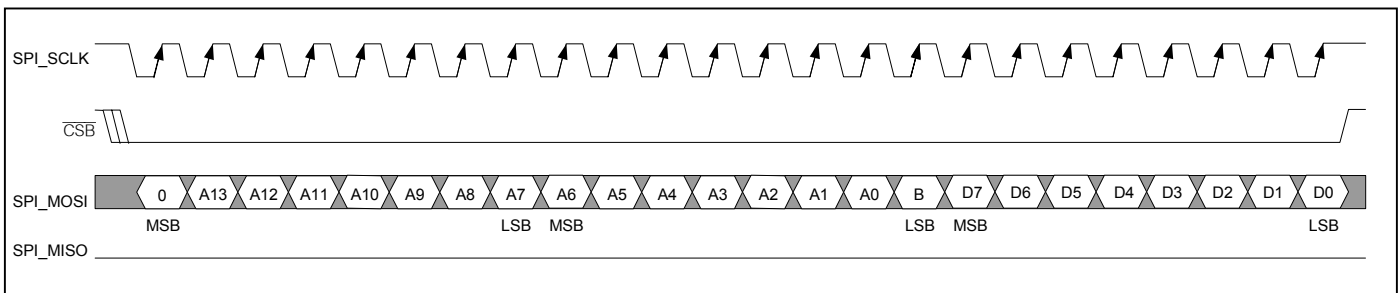 SPI_SCLK
CSB
SPI_MOSI 0 A13 A12 A11 A10 A9 A8 A7 A6 A5 A4 A3 A2 A1 A0 B D7 D6 D5 D4 D3 D2 D1 D0
MSB LSB MSB LSB MSB LSB
SPI_MISO